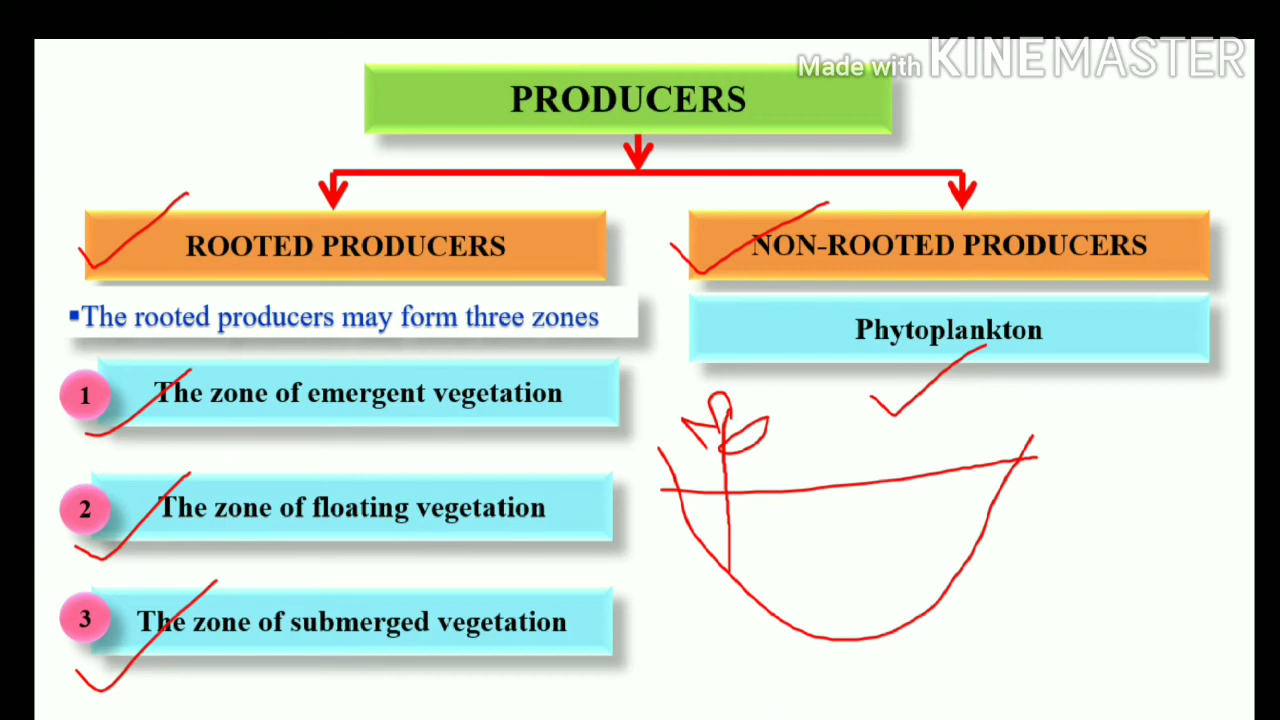 Made with KINEMASTER
PRODUCERS
ROOTED PRODUCERS
NON-ROOTED PRODUCERS
▪The rooted producers may form three zones
Phytoplankton
1 The zone of emergent vegetation
2 The zone of floating vegetation
3 The zone of submerged vegetation